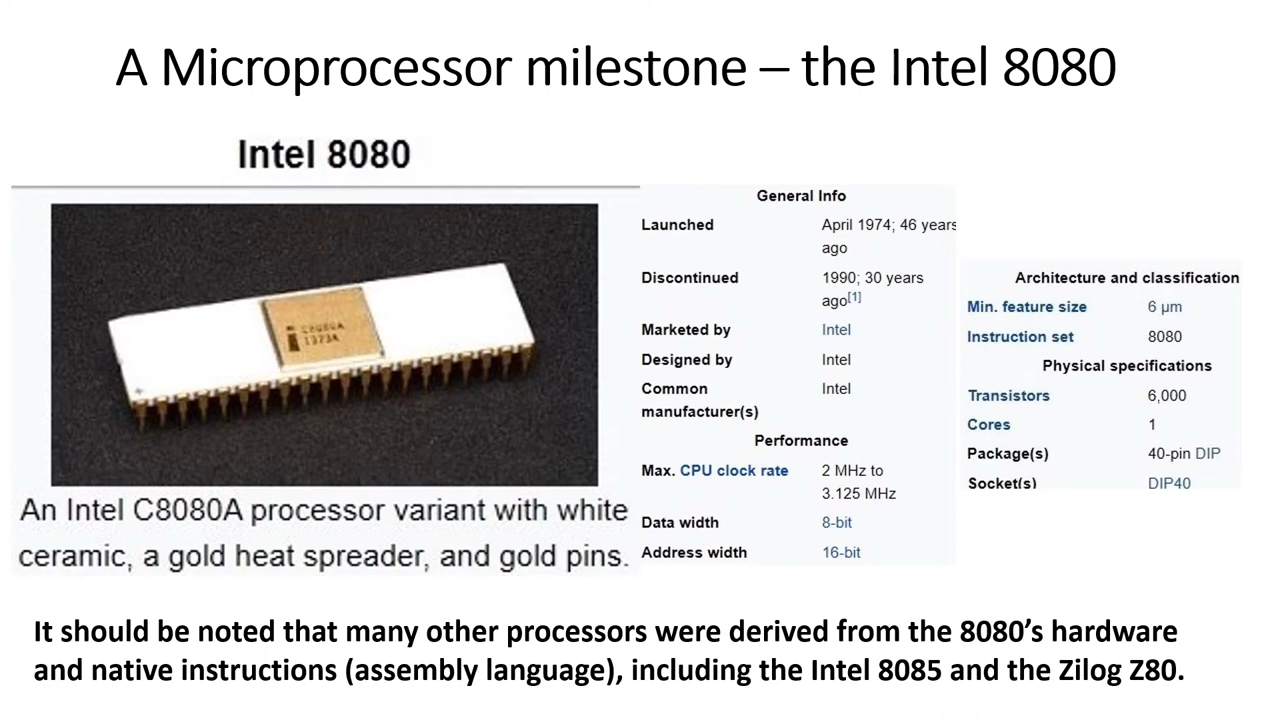 A Microprocessor milestone – the Intel 8080
Intel 8080
C8080A
1373A
An Intel C8080A processor variant with white
ceramic, a gold heat spreader, and gold pins.
General Info
Launched April 1974; 46 years
ago
Discontinued 1990; 30 years
ago[1]
Marketed by Intel
Designed by Intel
Common Intel
manufacturer(s)
Performance
Max. CPU clock rate 2 MHz to
3.125 MHz
Data width 8-bit
Address width 16-bit
Architecture and classification
Min. feature size 6 μm
Instruction set 8080
Physical specifications
Transistors 6,000
Cores 1
Package(s) 40-pin DIP
Socket(s) DIP40
It should be noted that many other processors were derived from the 8080’s hardware
and native instructions (assembly language), including the Intel 8085 and the Zilog Z80.